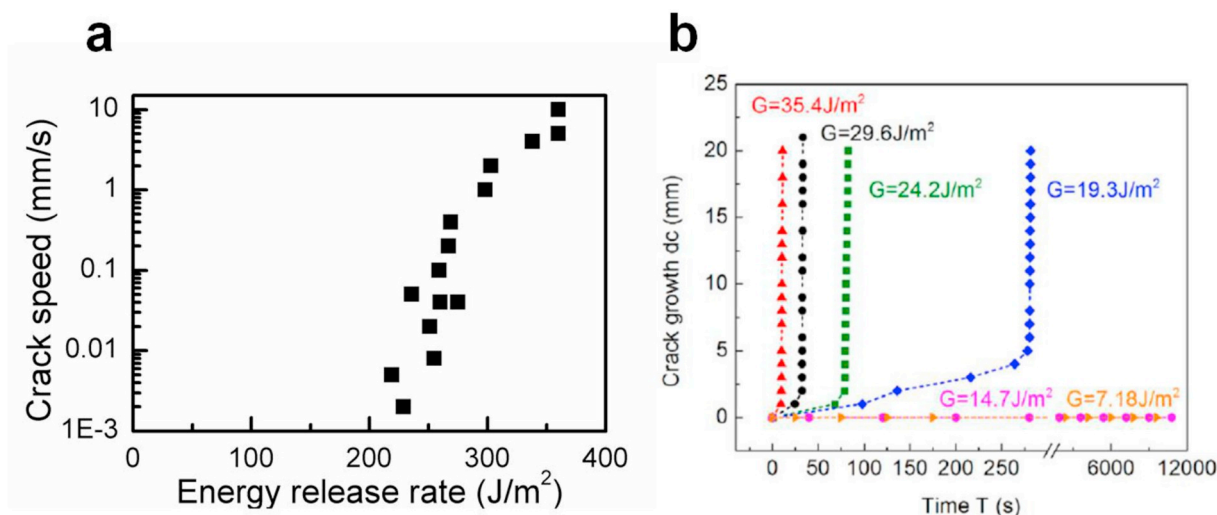 a
10
1
0.1
0.01
1E-3
Crack speed (mm/s)
0 100 200 300 400
Energy release rate (J/m²)
b
25
20
15
10
5
0
Crack growth dc (mm)
G=35.4J/m²
G=29.6J/m²
G=24.2J/m²
G=19.3J/m²
G=14.7J/m²
G=7.18J/m²
0 50 100 150 200 250 // 6000 12000
Time T (s)